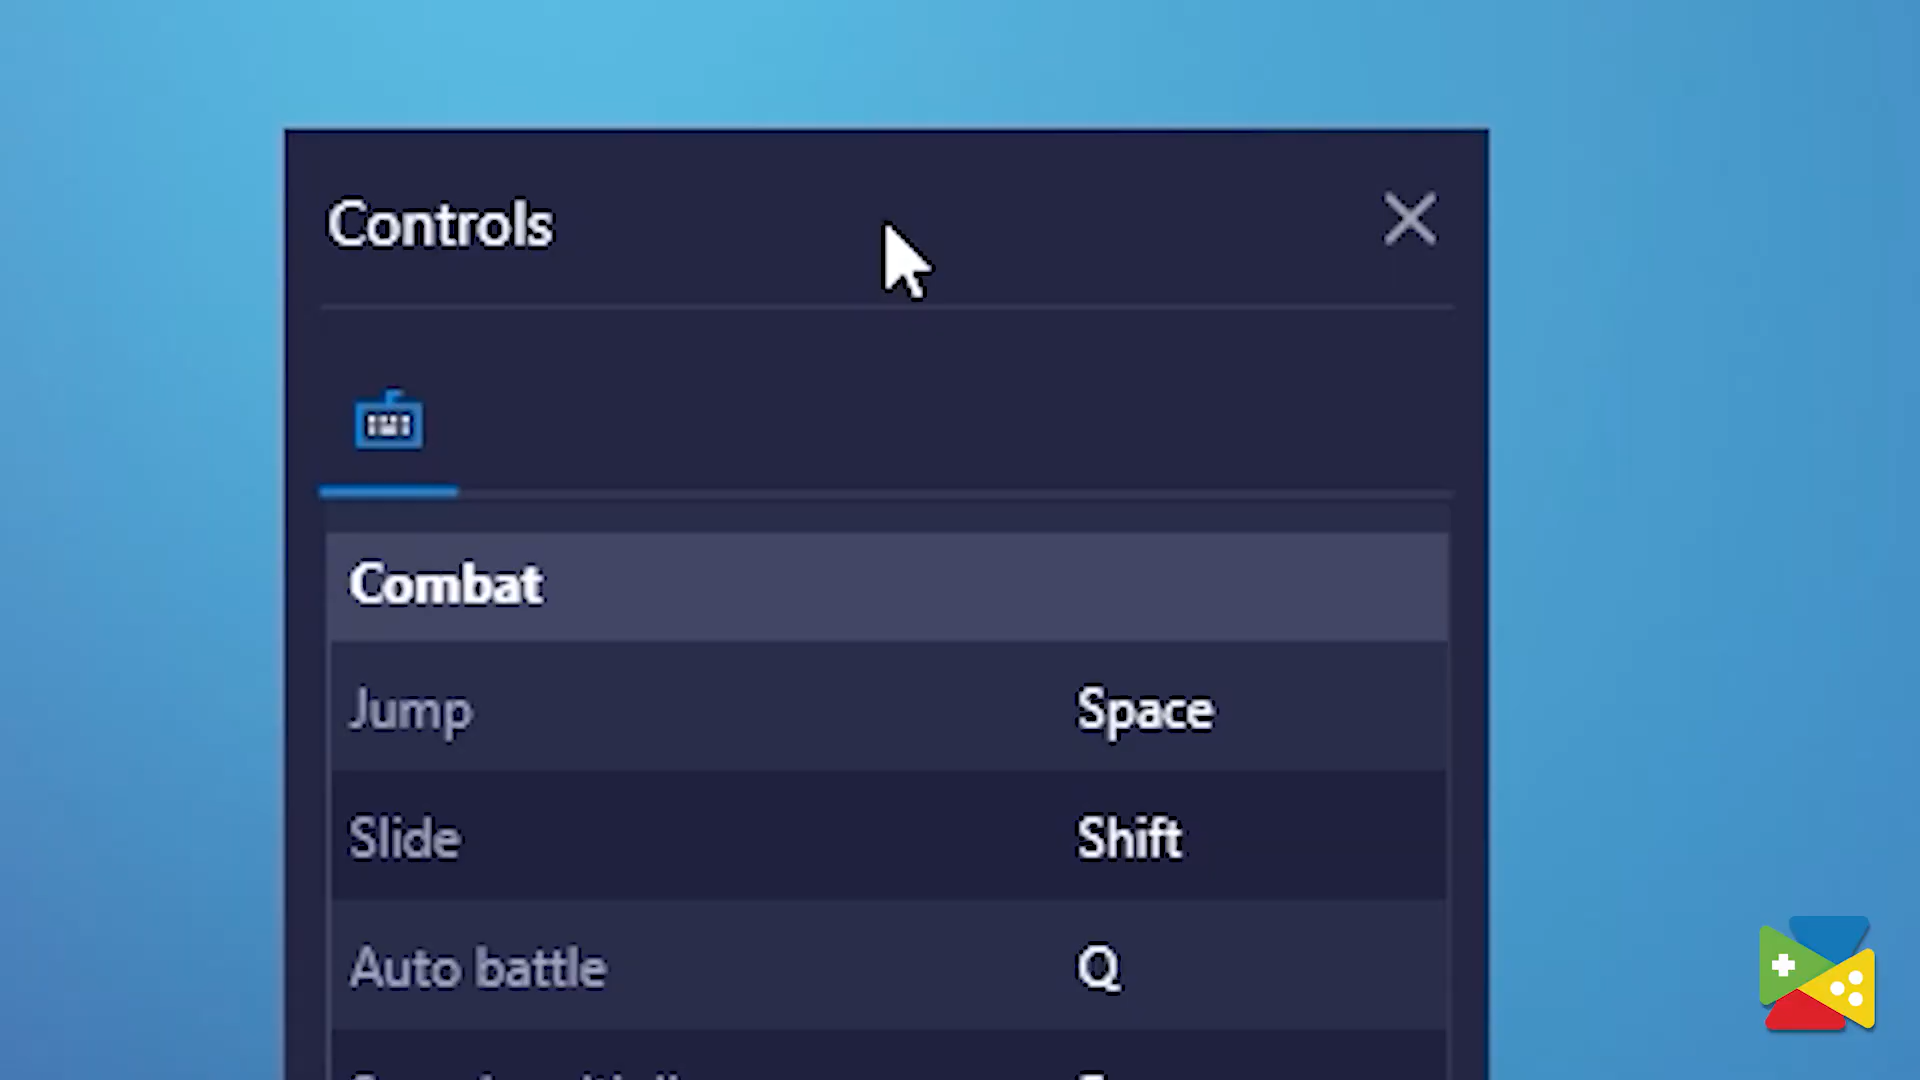 Controls
Combat
Jump Space
Slide Shift
Auto battle Q